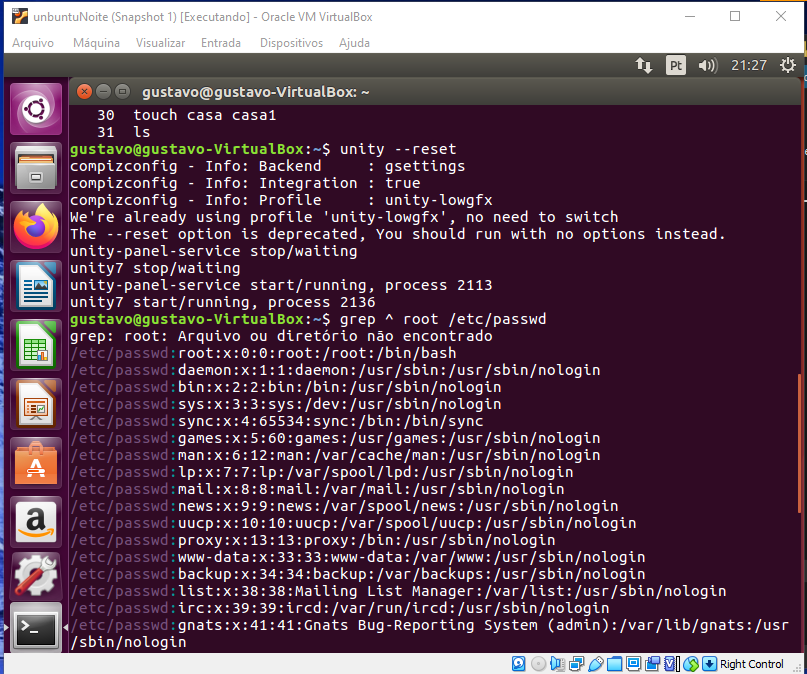 unbuntuNoite (Snapshot 1) [Executando] - Oracle VM VirtualBox
Arquivo Máquina Visualizar Entrada Dispositivos Ajuda
Pt 21:27
gustavo@gustavo-VirtualBox: ~
30 touch casa casa1
31 ls
gustavo@gustavo-VirtualBox:~$ unity --reset
compizconfig - Info: Backend : gsettings
compizconfig - Info: Integration : true
compizconfig - Info: Profile : unity-lowgfx
We're already using profile 'unity-lowgfx', no need to switch
The --reset option is deprecated, You should run with no options instead.
unity-panel-service stop/waiting
unity7 stop/waiting
unity-panel-service start/running, process 2113
unity7 start/running, process 2136
gustavo@gustavo-VirtualBox:~$ grep ^ root /etc/passwd
grep: root: Arquivo ou diretório não encontrado
/etc/passwd:root:x:0:0:root:/root:/bin/bash
/etc/passwd:daemon:x:1:1:daemon:/usr/sbin:/usr/sbin/nologin
/etc/passwd:bin:x:2:2:bin:/bin:/usr/sbin/nologin
/etc/passwd:sys:x:3:3:sys:/dev:/usr/sbin/nologin
/etc/passwd:sync:x:4:65534:sync:/bin:/bin/sync
/etc/passwd:games:x:5:60:games:/usr/games:/usr/sbin/nologin
/etc/passwd:man:x:6:12:man:/var/cache/man:/usr/sbin/nologin
/etc/passwd:lp:x:7:7:lp:/var/spool/lpd:/usr/sbin/nologin
/etc/passwd:mail:x:8:8:mail:/var/mail:/usr/sbin/nologin
/etc/passwd:news:x:9:9:news:/var/spool/news:/usr/sbin/nologin
/etc/passwd:uucp:x:10:10:uucp:/var/spool/uucp:/usr/sbin/nologin
/etc/passwd:proxy:x:13:13:proxy:/bin:/usr/sbin/nologin
/etc/passwd:www-data:x:33:33:www-data:/var/www:/usr/sbin/nologin
/etc/passwd:backup:x:34:34:backup:/var/backups:/usr/sbin/nologin
/etc/passwd:list:x:38:38:Mailing List Manager:/var/list:/usr/sbin/nologin
/etc/passwd:irc:x:39:39:ircd:/var/run/ircd:/usr/sbin/nologin
/etc/passwd:gnats:x:41:41:Gnats Bug-Reporting System (admin):/var/lib/gnats:/usr
/sbin/nologin
Right Control